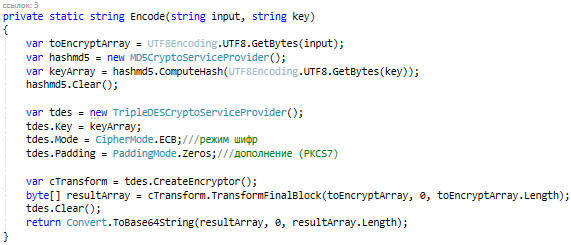 ссылок: 3
private static string Encode(string input, string key)
{
    var toEncryptArray = UTF8Encoding.UTF8.GetBytes(input);
    var hashmd5 = new MD5CryptoServiceProvider();
    var keyArray = hashmd5.ComputeHash(UTF8Encoding.UTF8.GetBytes(key));
    hashmd5.Clear();

    var tdes = new TripleDESCryptoServiceProvider();
    tdes.Key = keyArray;
    tdes.Mode = CipherMode.ECB;///режим шифр
    tdes.Padding = PaddingMode.Zeros;///дополнение (PKCS7)

    var cTransform = tdes.CreateEncryptor();
    byte[] resultArray = cTransform.TransformFinalBlock(toEncryptArray, 0, toEncryptArray.Length);
    tdes.Clear();
    return Convert.ToBase64String(resultArray, 0, resultArray.Length);
}